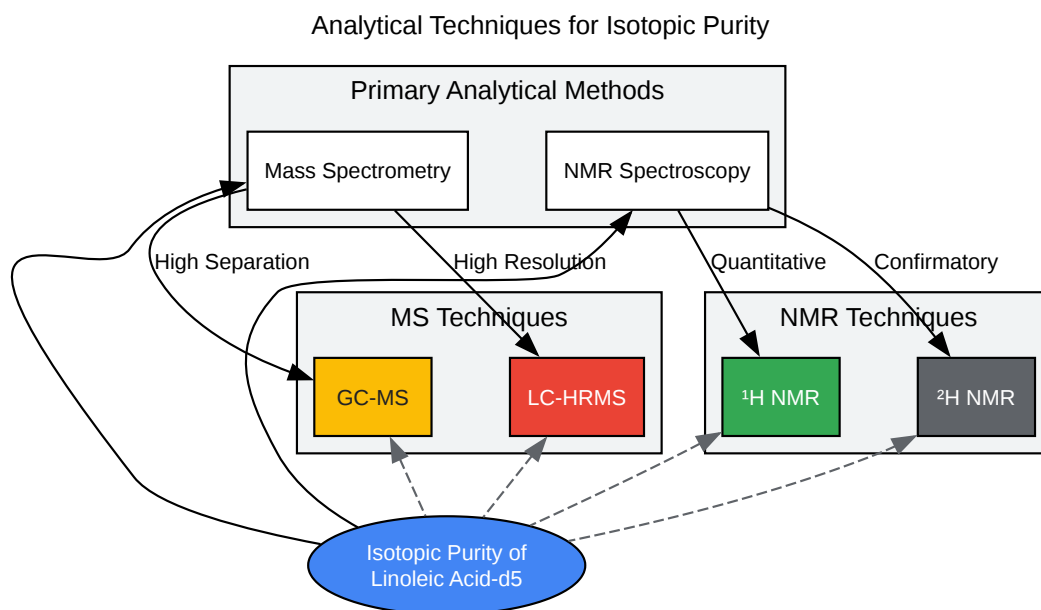 Analytical Techniques for Isotopic Purity
Primary Analytical Methods
Mass Spectrometry
NMR Spectroscopy
High Separation
High Resolution
Quantitative
Confirmatory
MS Techniques
NMR Techniques
GC-MS
LC-HRMS
¹H NMR
²H NMR
Isotopic Purity of
Linoleic Acid-d5